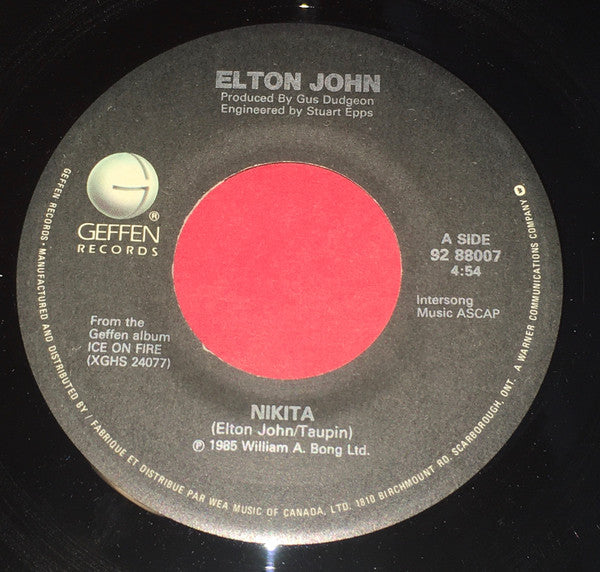 ELTON JOHN
Produced By Gus Dudgeon
Engineered by Stuart Epps
G
®
GEFFEN
RECORDS
A SIDE
92 88007
4:54
Intersong
Music ASCAP
From the
Geffen album
ICE ON FIRE
(XGHS 24077)
NIKITA
(Elton John/Taupin)
℗ 1985 William A. Bong Ltd.
GEFFEN RECORDS • MANUFACTURED AND DISTRIBUTED BY / FABRIQUE ET DISTRIBUE PAR WEA MUSIC OF CANADA, LTD. 1810 BIRCHMOUNT RD. SCARBOROUGH, ONT. A WARNER COMMUNICATIONS COMPANY